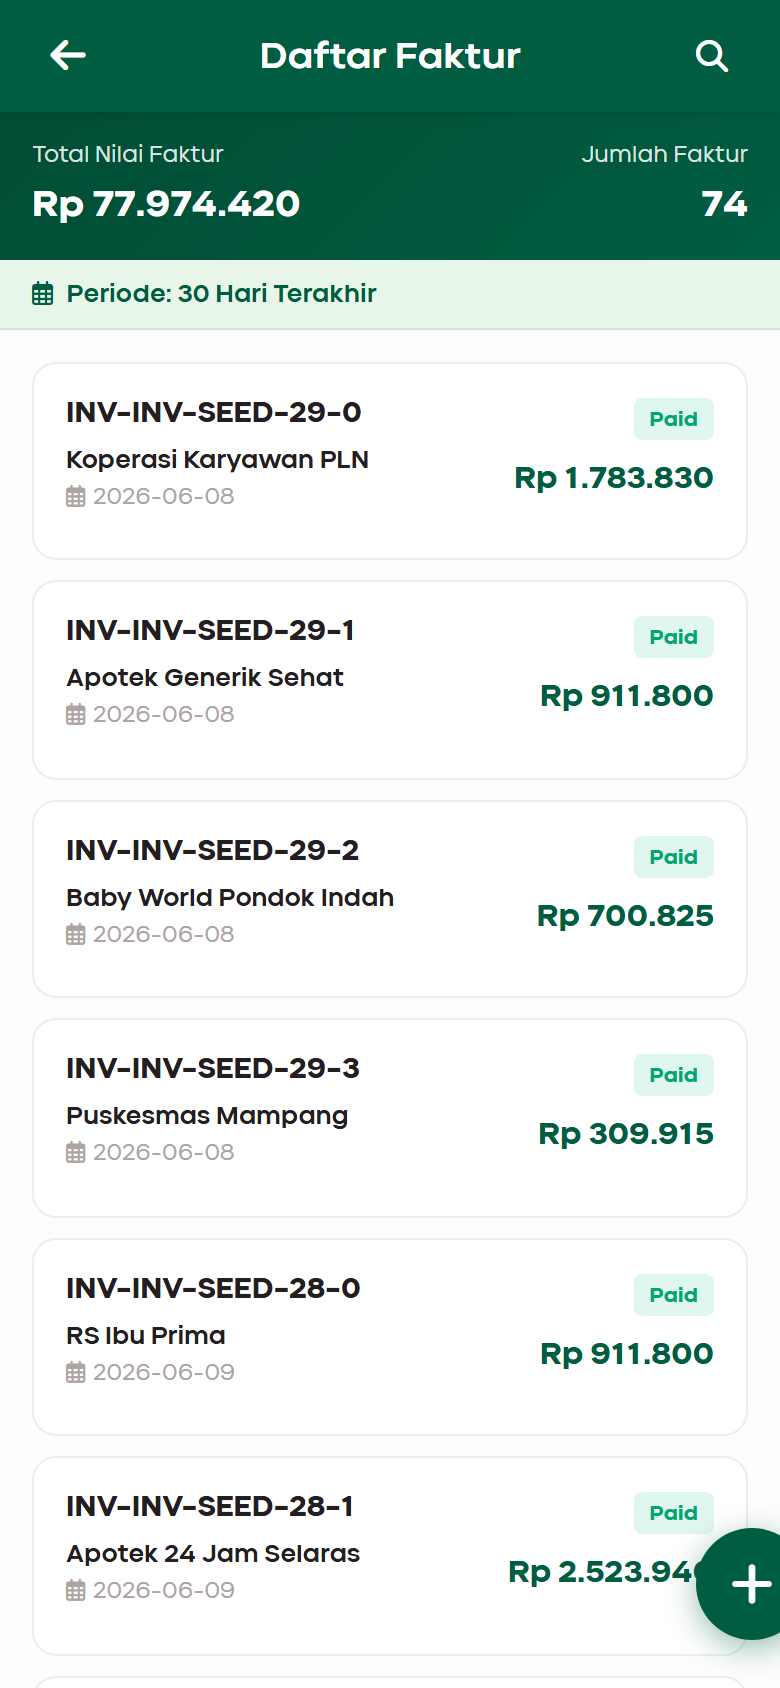 Daftar Faktur
Total Nilai Faktur
Jumlah Faktur
Rp 77.974.420
74
Periode: 30 Hari Terakhir
INV-INV-SEED-29-0
Paid
Koperasi Karyawan PLN
Rp 1.783.830
2026-06-08
INV-INV-SEED-29-1
Paid
Apotek Generik Sehat
Rp 911.800
2026-06-08
INV-INV-SEED-29-2
Paid
Baby World Pondok Indah
Rp 700.825
2026-06-08
INV-INV-SEED-29-3
Paid
Puskesmas Mampang
Rp 309.915
2026-06-08
INV-INV-SEED-28-0
Paid
RS Ibu Prima
Rp 911.800
2026-06-09
INV-INV-SEED-28-1
Paid
Apotek 24 Jam Selaras
Rp 2.523.94
2026-06-09